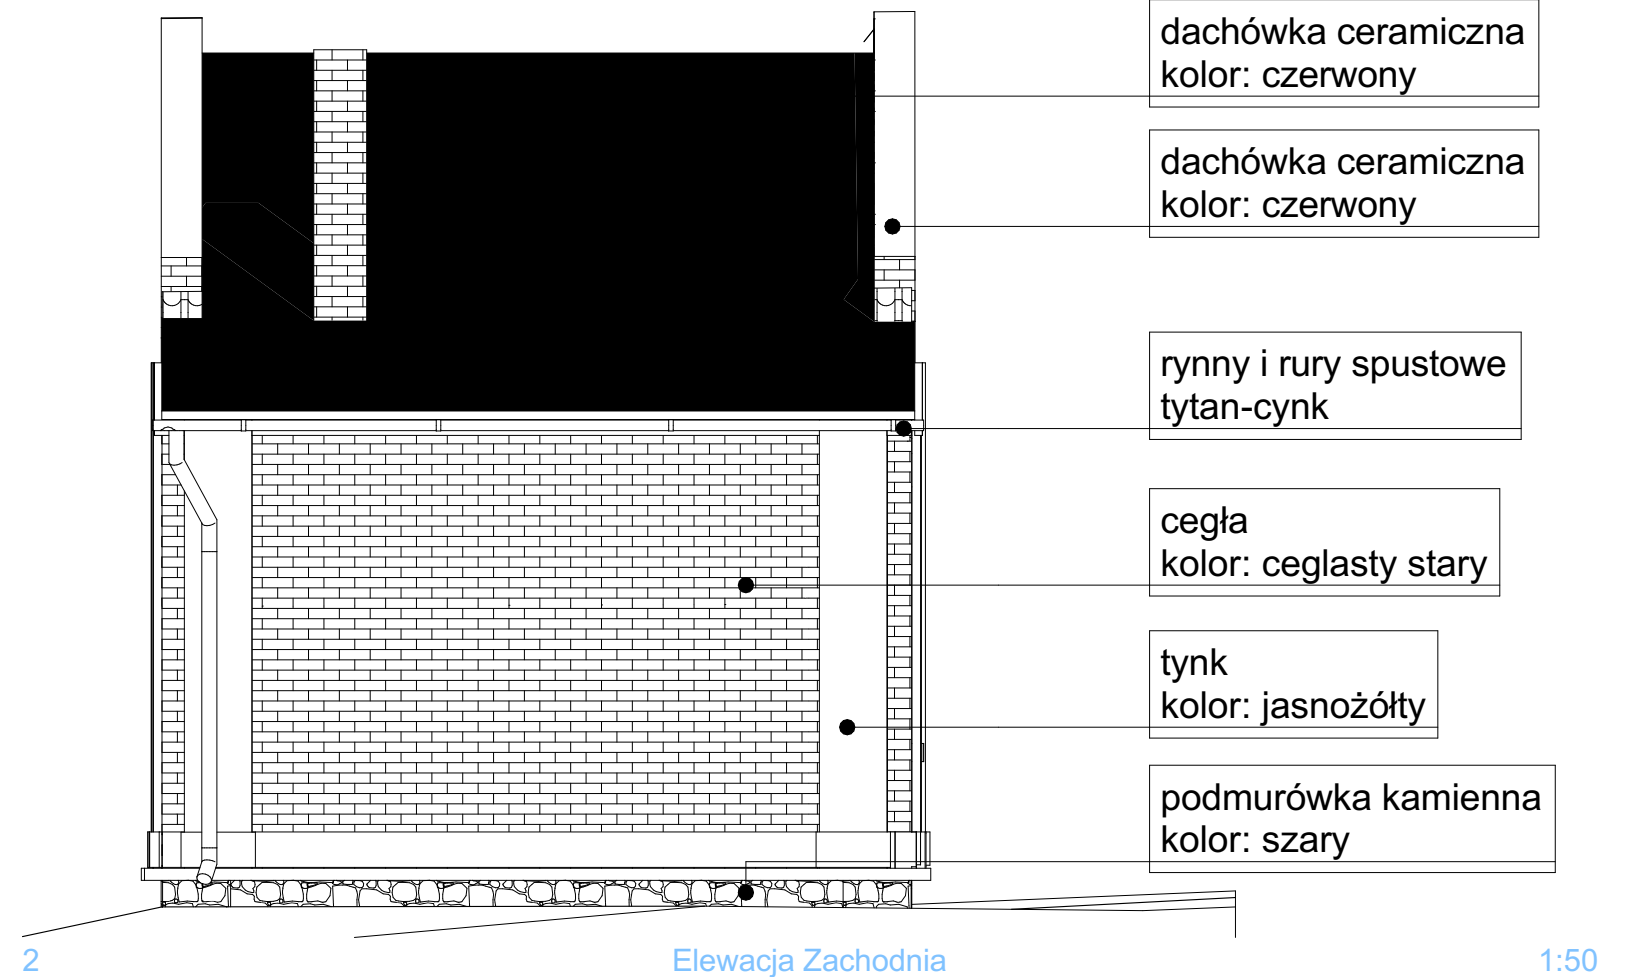 dachówka ceramiczna
kolor: czerwony
dachówka ceramiczna
kolor: czerwony
rynny i rury spustowe
tytan-cynk
cegła
kolor: ceglasty stary
tynk
kolor: jasnożółty
podmurówka kamienna
kolor: szary
2 Elewacja Zachodnia 1:50